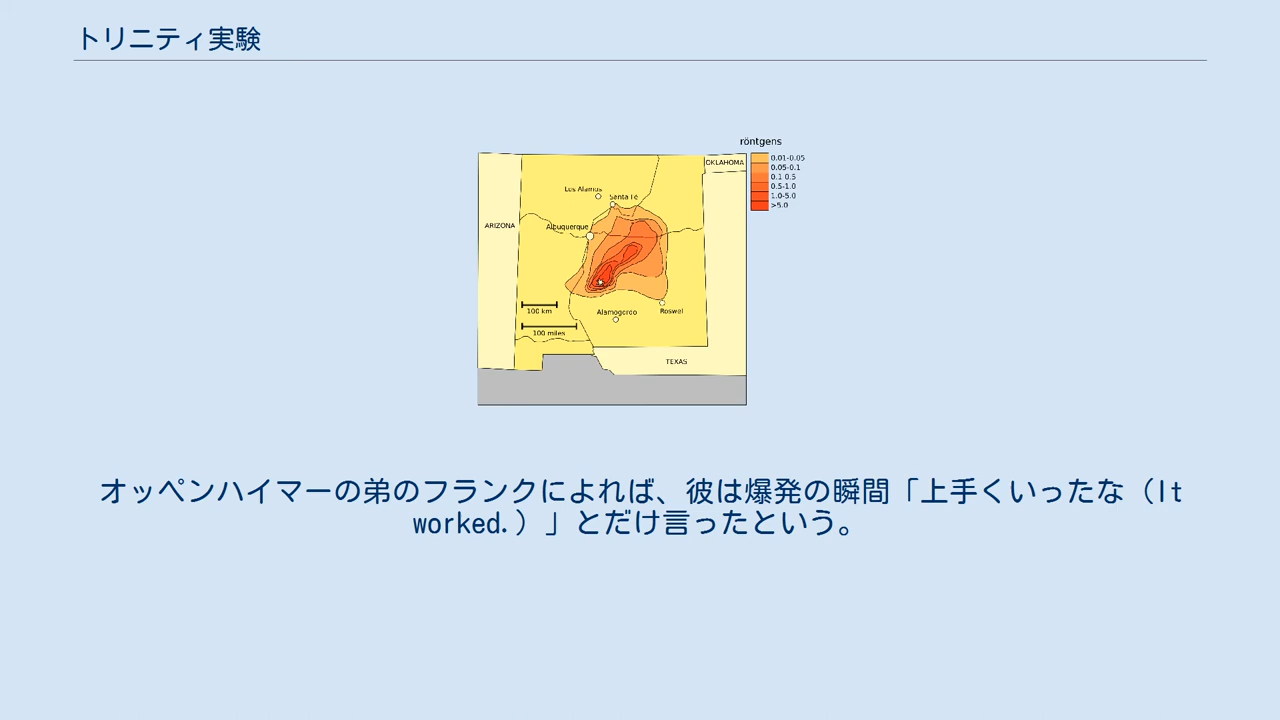 トリニティ実験
röntgens
0.01-0.05
0.05-0.1
0.1 0.5
0.5-1.0
1.0-5.0
>5.0
OKLAHOMA
Los Alamos
Santa Fé
ARIZONA
Albuquerque
100 km
Alamogordo
Roswel
100 miles
TEXAS
オッペンハイマーの弟のフランクによれば、彼は爆発の瞬間「上手くいったな（It
worked.）」とだけ言ったという。